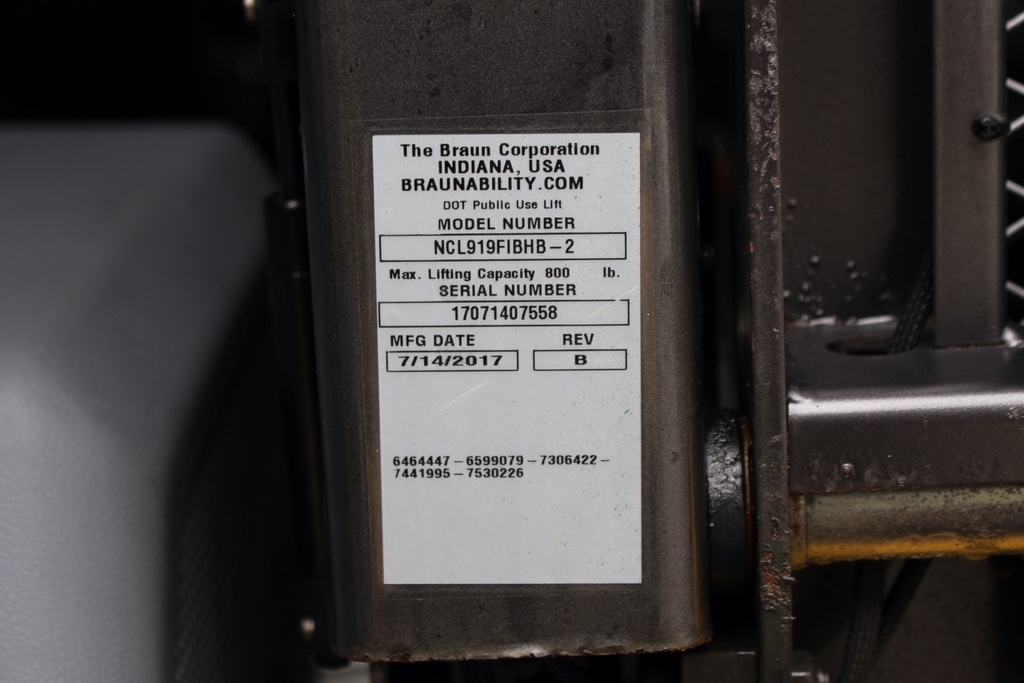 The Braun Corporation
INDIANA, USA
BRAUNABILITY.COM
DOT Public Use Lift
MODEL NUMBER
NCL919FIBHB-2
Max. Lifting Capacity 800 lb.
SERIAL NUMBER
17071407558
MFG DATE REV
7/14/2017 B
6464447-6599079-7306422-
7441995-7530226